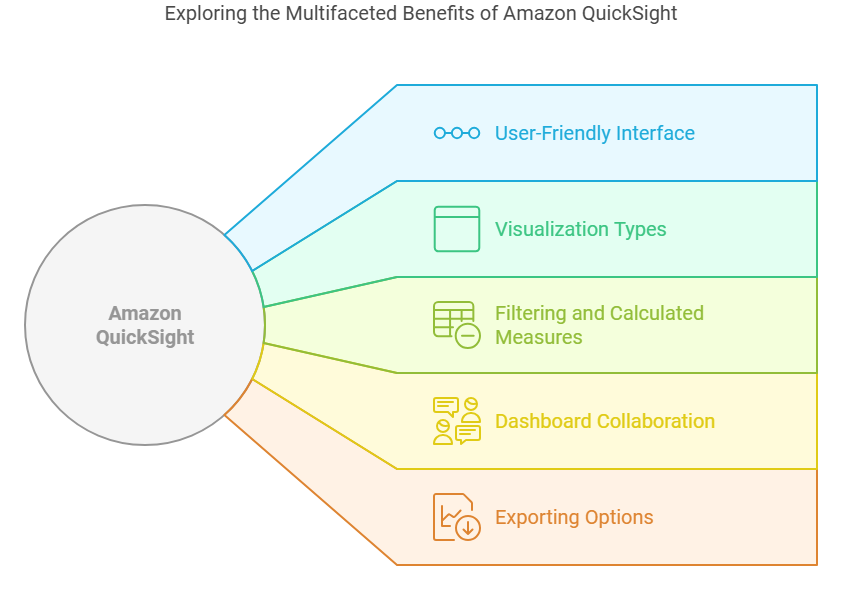 Exploring the Multifaceted Benefits of Amazon QuickSight
User-Friendly Interface
Visualization Types
Amazon
QuickSight
Filtering and Calculated
Measures
Dashboard Collaboration
Exporting Options